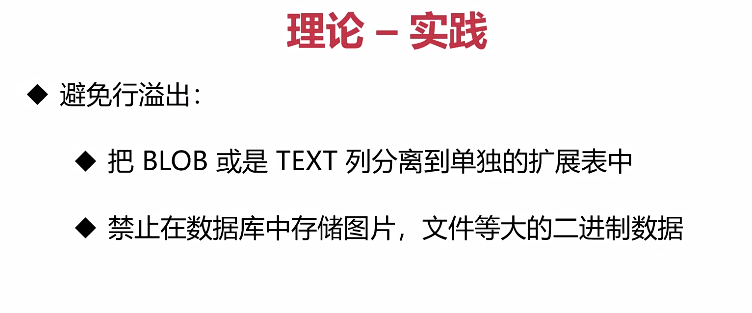 理论 – 实践
◆ 避免行溢出：
◆ 把 BLOB 或是 TEXT 列分离到单独的扩展表中
◆ 禁止在数据库中存储图片，文件等大的二进制数据